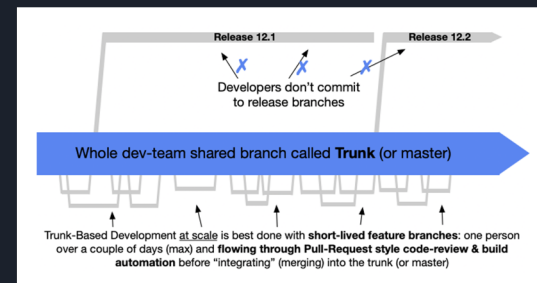 Release 12.1
Release 12.2
Developers don't commit
to release branches
Whole dev-team shared branch called Trunk (or master)
Trunk-Based Development at scale is best done with short-lived feature branches: one person
over a couple of days (max) and flowing through Pull-Request style code-review & build
automation before “integrating” (merging) into the trunk (or master)